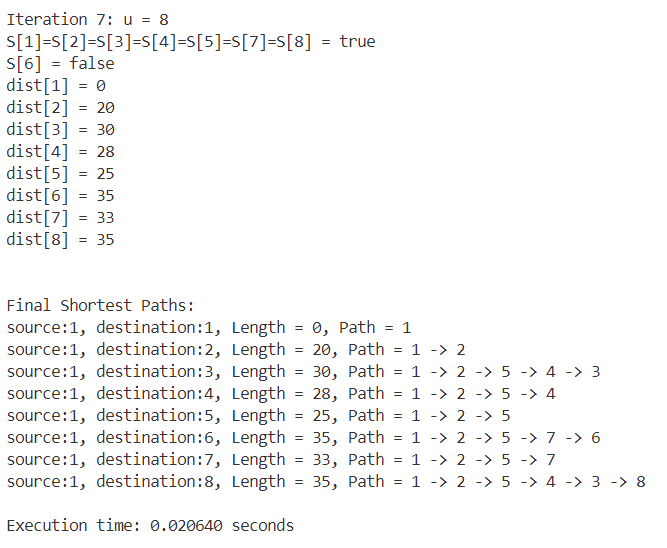 Iteration 7: u = 8
S[1]=S[2]=S[3]=S[4]=S[5]=S[7]=S[8] = true
S[6] = false
dist[1] = 0
dist[2] = 20
dist[3] = 30
dist[4] = 28
dist[5] = 25
dist[6] = 35
dist[7] = 33
dist[8] = 35
Final Shortest Paths:
source:1, destination:1, Length = 0, Path = 1
source:1, destination:2, Length = 20, Path = 1 -> 2
source:1, destination:3, Length = 30, Path = 1 -> 2 -> 5 -> 4 -> 3
source:1, destination:4, Length = 28, Path = 1 -> 2 -> 5 -> 4
source:1, destination:5, Length = 25, Path = 1 -> 2 -> 5
source:1, destination:6, Length = 35, Path = 1 -> 2 -> 5 -> 7 -> 6
source:1, destination:7, Length = 33, Path = 1 -> 2 -> 5 -> 7
source:1, destination:8, Length = 35, Path = 1 -> 2 -> 5 -> 4 -> 3 -> 8
Execution time: 0.020640 seconds